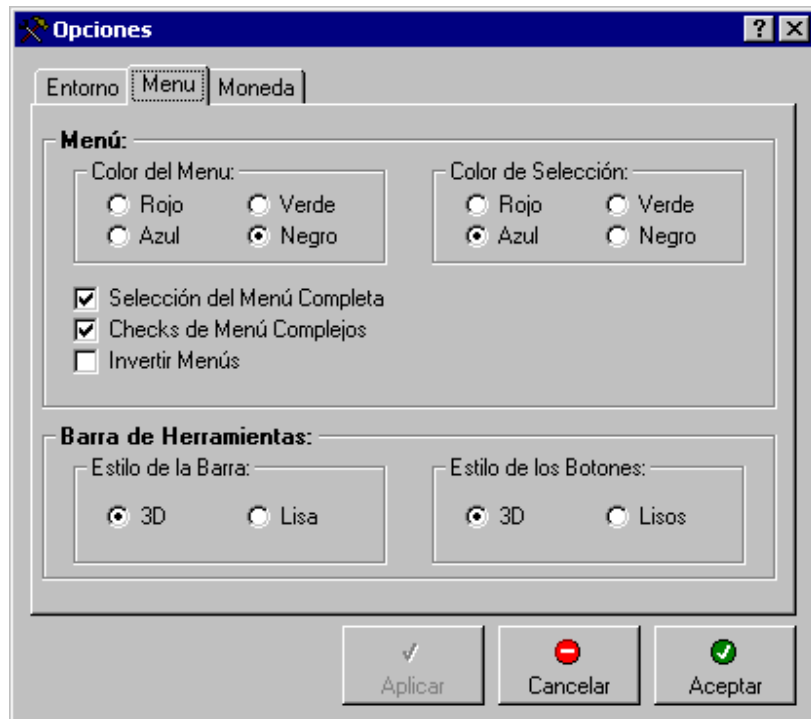 Opciones
Entorno Menu Moneda
Menú:
Color del Menu: Color de Selección:
Rojo Verde Rojo Verde
Azul Negro Azul Negro
Selección del Menú Completa
Checks de Menú Complejos
Invertir Menús
Barra de Herramientas:
Estilo de la Barra: Estilo de los Botones:
3D Lisa 3D Lisos
Aplicar Cancelar Aceptar